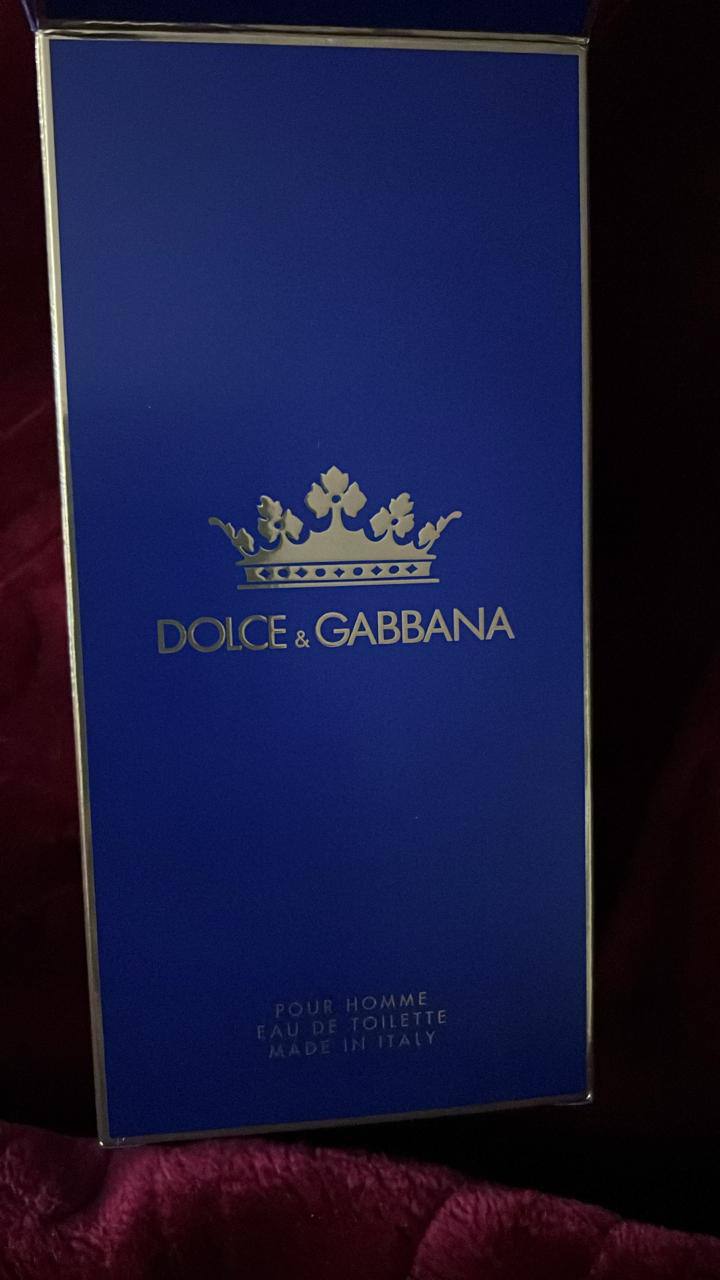 DOLCE & GABBANA
POUR HOMME
EAU DE TOILETTE
MADE IN ITALY